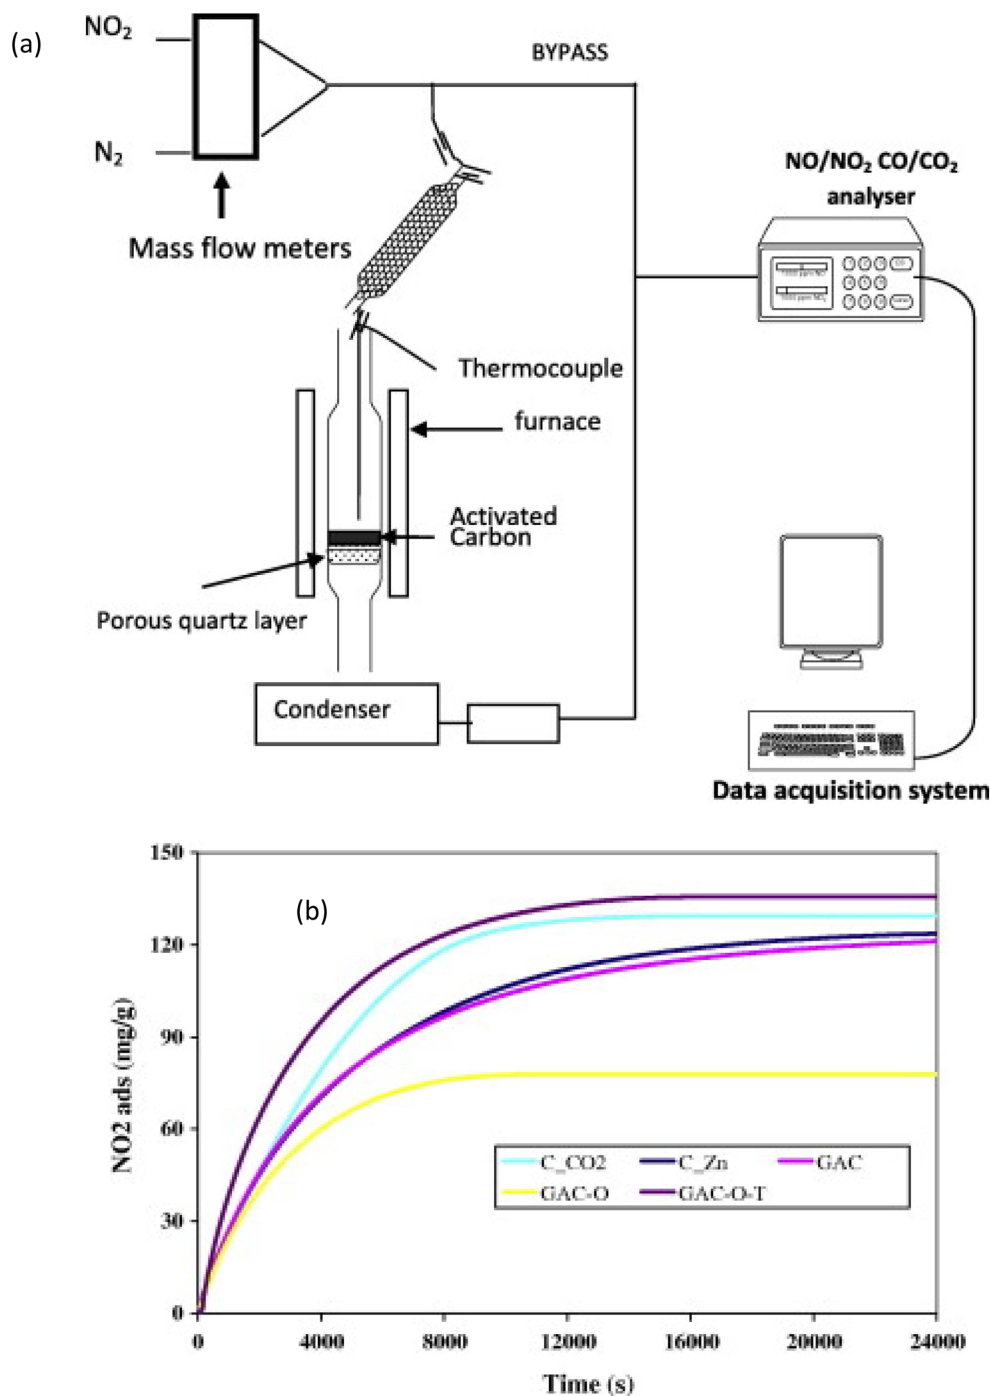 (a)
NO₂
N₂
Mass flow meters
BYPASS
NO/NO₂ CO/CO₂
analyser
Thermocouple
furnace
Activated
Carbon
Porous quartz layer
Condenser
Data acquisition system
(b)
NO2 ads (mg/g)
150
120
90
60
30
0
C_CO2 C_Zn GAC
GAC-O GAC-O-T
0 4000 8000 12000 16000 20000 24000
Time (s)